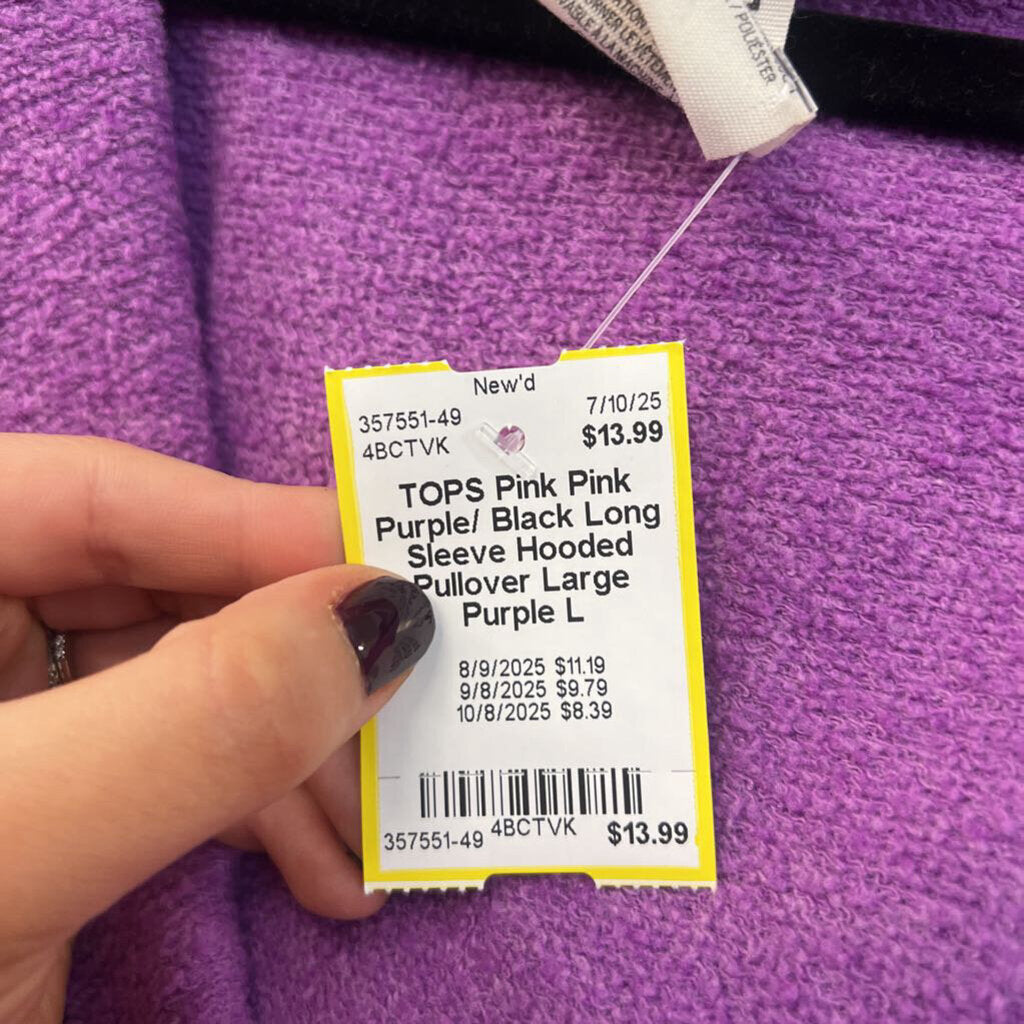 / POLYESTER
New'd
357551-49
7/10/25
4BCTVK
$13.99
TOPS Pink Pink
Purple/ Black Long
Sleeve Hooded
Pullover Large
Purple L
8/9/2025 $11.19
9/8/2025 $9.79
10/8/2025 $8.39
357551-49 4BCTVK $13.99